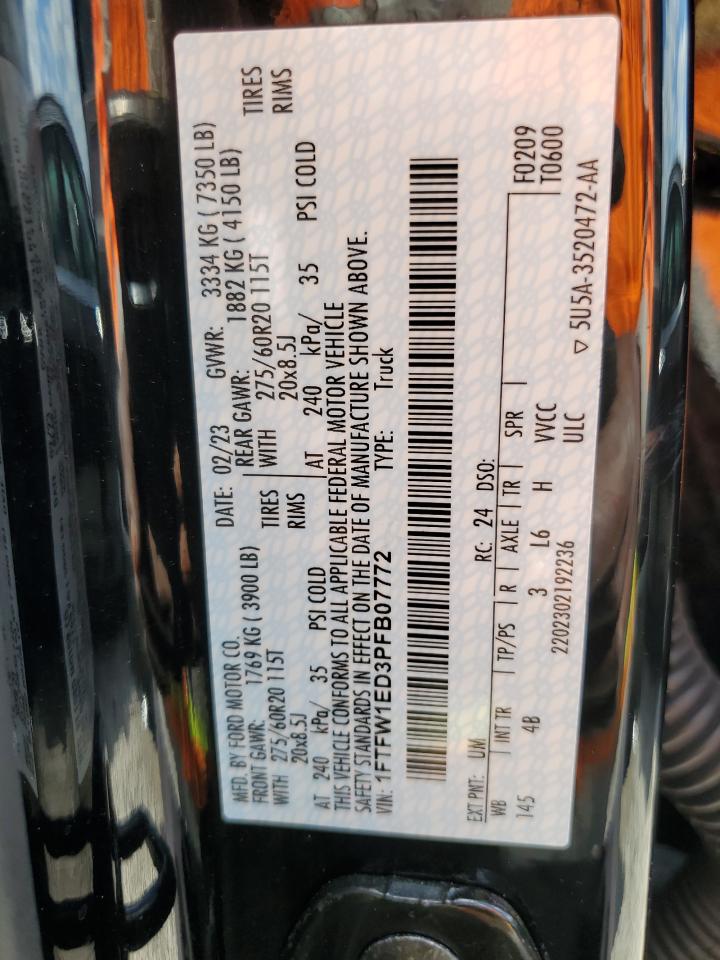 MFD. BY FORD MOTOR CO.
DATE: 02/23 GVWR: 3334 KG ( 7350 LB)
FRONT GAWR: 1769 KG ( 3900 LB) REAR GAWR: 1882 KG ( 4150 LB)
WITH 275/60R20 115T TIRES WITH 275/60R20 115T TIRES
20x8.5J RIMS 20x8.5J RIMS
AT 240 kPa/ 35 PSI COLD AT 240 kPa/ 35 PSI COLD
THIS VEHICLE CONFORMS TO ALL APPLICABLE FEDERAL MOTOR VEHICLE
SAFETY STANDARDS IN EFFECT ON THE DATE OF MANUFACTURE SHOWN ABOVE.
VIN: 1FTFW1ED3PFB07772 TYPE: Truck
EXT PNT: UM RC: 24 DSO:
WB INT TR TP/PS R AXLE TR SPR F0209
145 4B 3 L6 H VVCC T0600
ULC
2202302192236 ▽ 5U5A-3520472-AA